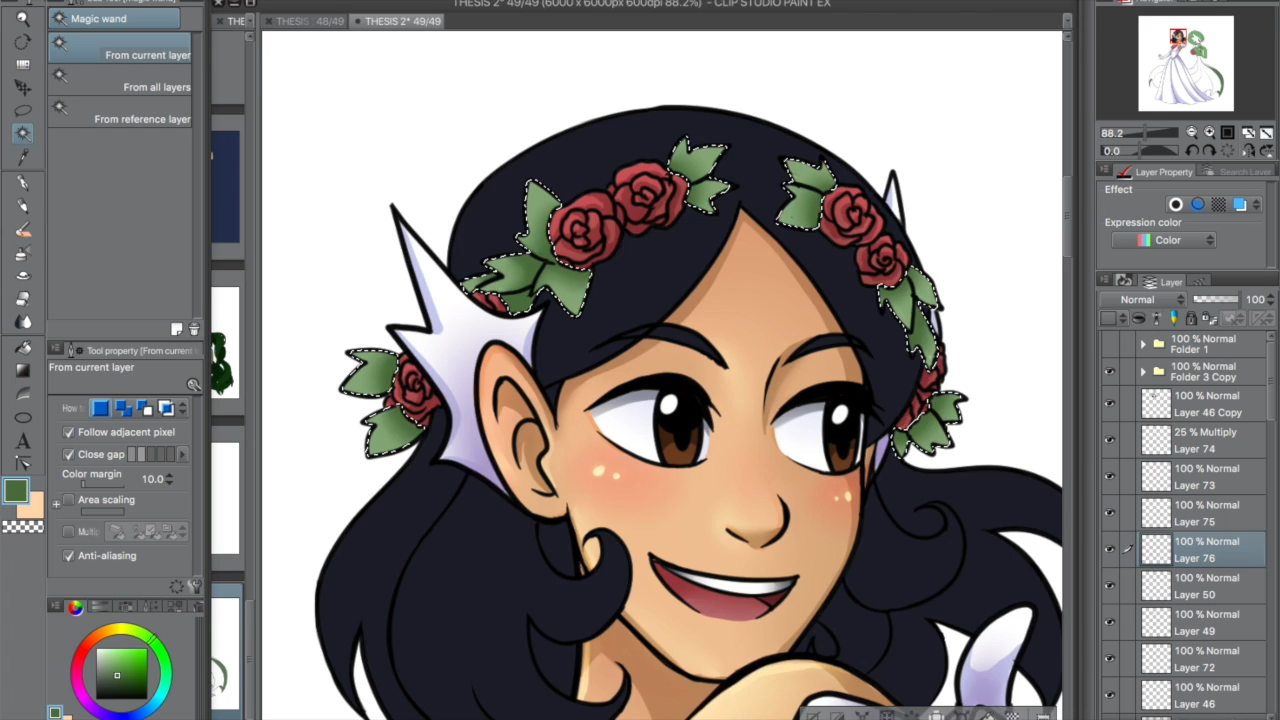 THESIS 2* 49/49 (6000 x 6000px 600dpi 88.2%) - CLIP STUDIO PAINT EX
Magic wand
THE
THESIS 48/49
THESIS 2* 49/49
From current layer
From all layers
From reference layer
Tool property [From current
From current layer
Follow adjacent pixel
Close gap
Color margin
10.0
Area scaling
Anti-aliasing
88.2
0.0
Layer Property
Search Layer
Effect
Expression color
Color
Layer
Normal
100
100 % Normal
Folder 1
100 % Normal
Folder 3 Copy
100 % Normal
Layer 46 Copy
25 % Multiply
Layer 74
100 % Normal
Layer 73
100 % Normal
Layer 75
100 % Normal
Layer 76
100 % Normal
Layer 50
100 % Normal
Layer 49
100 % Normal
Layer 72
100 % Normal
Layer 46